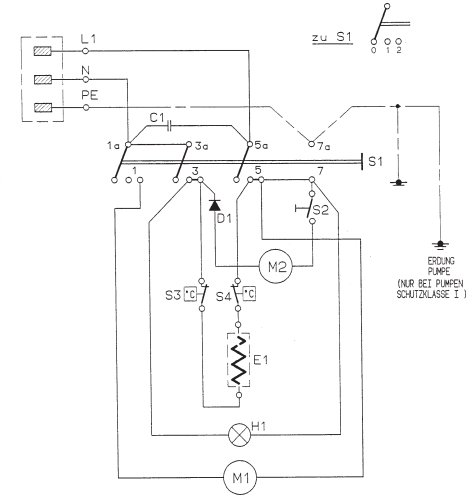 L1
zu S1
0 1 2
N
PE
C1
1a 3a 5a 7a
S1
1 3 5 7
D1
S2
M2
ERDUNG
PUMPE
(NUR BEI PUMPEN
SCHUTZKLASSE I )
S3 °C S4 °C
E1
H1
M1